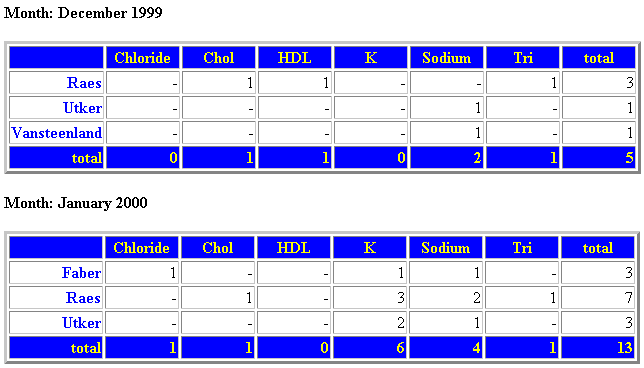 Month: December 1999
Chloride Chol HDL K Sodium Tri total
Raes - 1 1 - - 1 3
Utker - - - - 1 - 1
Vansteenland - - - - 1 - 1
total 0 1 1 0 2 1 5
Month: January 2000
Chloride Chol HDL K Sodium Tri total
Faber 1 - - 1 1 - 3
Raes - 1 - 3 2 1 7
Utker - - - 2 1 - 3
total 1 1 0 6 4 1 13